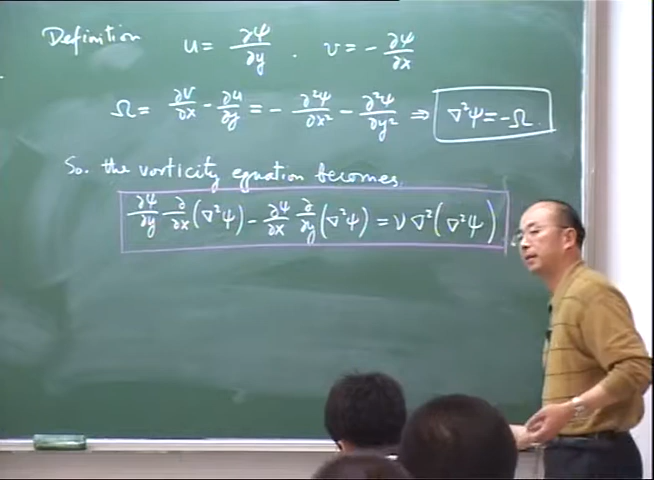 Definition u = ∂Ψ/∂y . v = - ∂Ψ/∂x
Ω = ∂V/∂x - ∂u/∂y = - ∂²Ψ/∂x² - ∂²Ψ/∂y² ⇒ ∇²Ψ = -Ω.
So. the vorticity equation becomes
∂Ψ/∂y ∂/∂x (∇²Ψ) - ∂Ψ/∂x ∂/∂y (∇²Ψ) = ν ∇² (∇²Ψ)